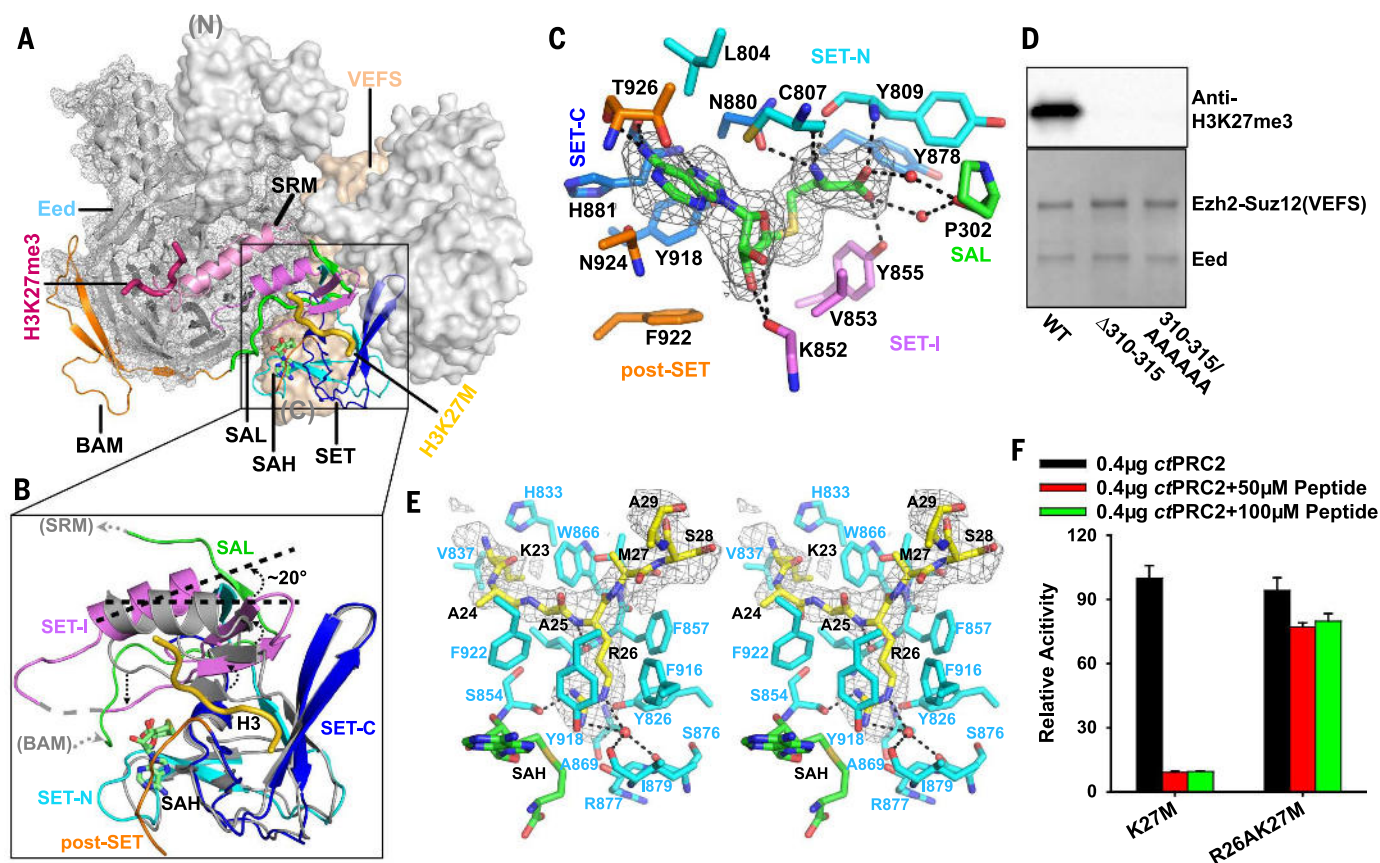 A
(N)
VEFS
SRM
Eed
H3K27me3
BAM
SAL
SAH
SET
(C)
H3K27M
B
(SRM)
SAL
~20°
SET-I
H3
(BAM)
SET-C
SET-N
SAH
post-SET
C
L804
SET-N
T926
N880
C807
Y809
SET-C
Y878
H881
P302
N924
Y918
SAL
Y855
V853
F922
K852
SET-I
post-SET
D
Anti-
H3K27me3
Ezh2-Suz12(VEFS)
Eed
WT
Δ310-315
310-315/
AAAAAA
E
H833
A29
W866
S28
V837
K23
M27
A24
A25
F857
F922
R26
F916
S854
Y826
S876
Y918
SAH
A869
I879
R877
H833
A29
W866
S28
V837
K23
M27
A24
A25
F857
F922
R26
F916
S854
Y826
S876
Y918
SAH
A869
I879
R877
F
0.4μg ctPRC2
0.4μg ctPRC2+50μM Peptide
0.4μg ctPRC2+100μM Peptide
Relative Acitivity
120
90
60
30
0
K27M
R26AK27M